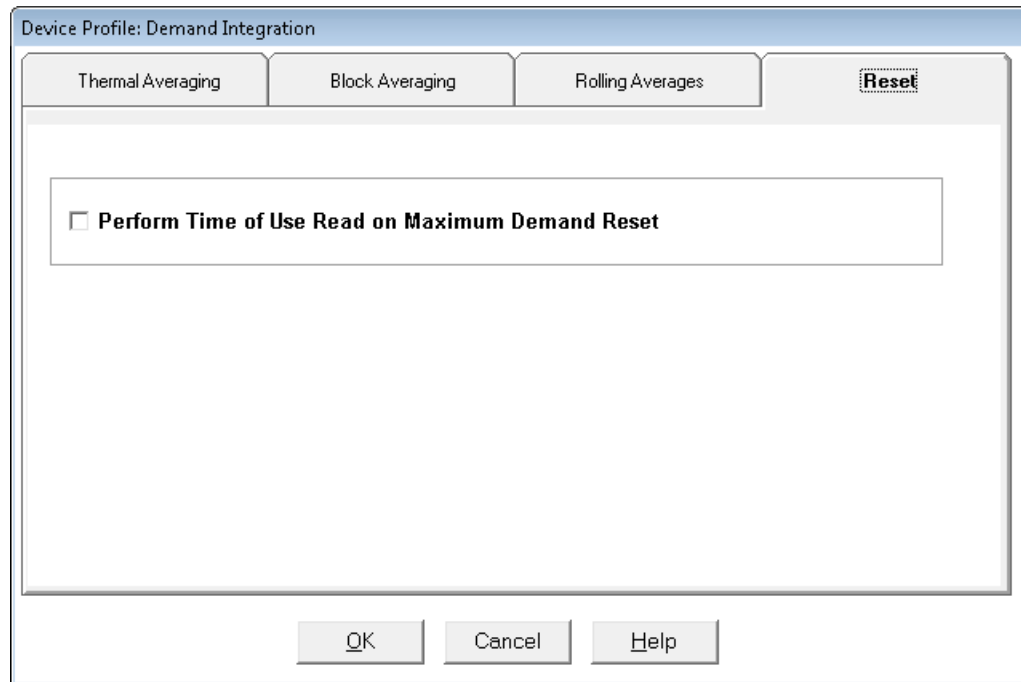 Device Profile: Demand Integration
Thermal Averaging
Block Averaging
Rolling Averages
Reset
Perform Time of Use Read on Maximum Demand Reset
OK
Cancel
Help